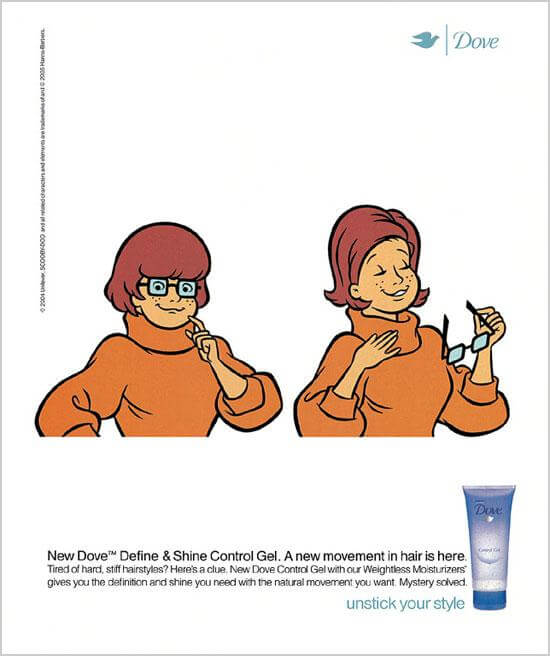 Dove
© 2004 Unilever. SCOOBY-DOO and all related characters and elements are trademarks of and © 2003 Hanna-Barbera.
New Dove™ Define & Shine Control Gel. A new movement in hair is here.
Tired of hard, stiff hairstyles? Here's a clue. New Dove Control Gel with our Weightless Moisturizers*
gives you the definition and shine you need with the natural movement you want. Mystery solved.
unstick your style
Dove
Control Gel